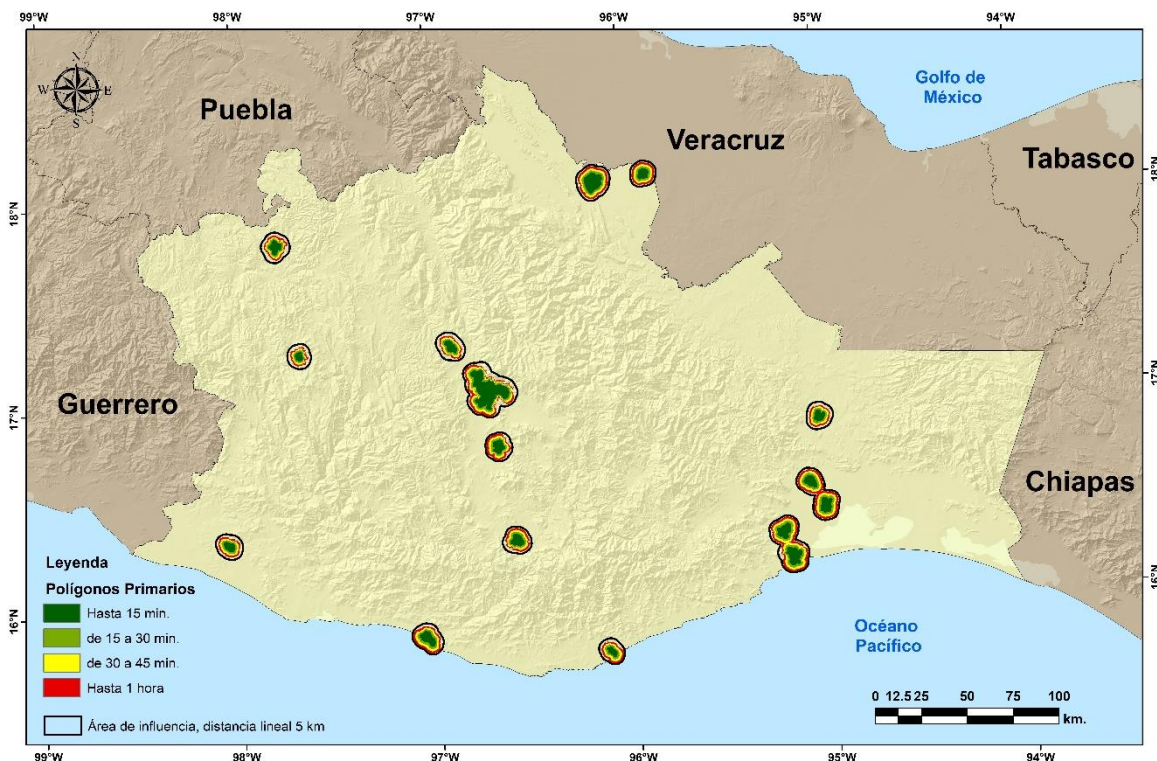 99°W 98°W 97°W 96°W 95°W 94°W
N
W E
S
Golfo de
México
Puebla
Veracruz
Tabasco
18°N 18°N
17°N 17°N
Guerrero
Chiapas
16°N 16°N
Océano
Pacífico
Leyenda
Polígonos Primarios
Hasta 15 min.
de 15 a 30 min.
de 30 a 45 min.
Hasta 1 hora
Área de influencia, distancia lineal 5 km
0 12.5 25 50 75 100
km.
99°W 98°W 97°W 96°W 95°W 94°W